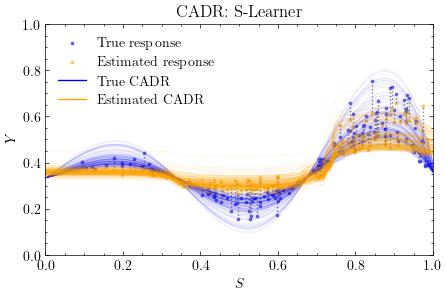 CADR: S-Learner
1.0
0.8
0.6
0.4
0.2
0.0
Y
True response
Estimated response
True CADR
Estimated CADR
0.0 0.2 0.4 0.6 0.8 1.0
S